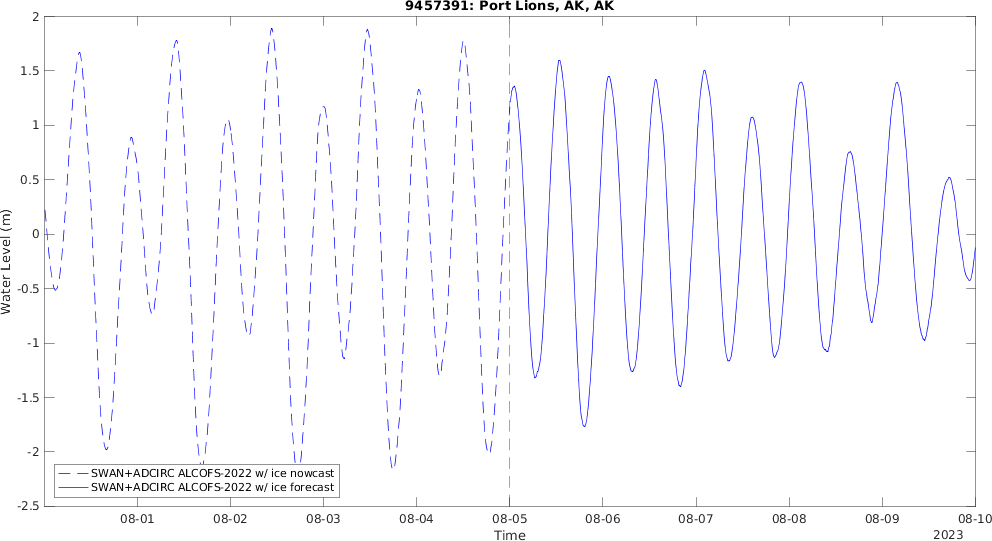 9457391: Port Lions, AK, AK
Water Level (m)
2
1.5
1
0.5
0
-0.5
-1
-1.5
-2
-2.5
SWAN+ADCIRC ALCOFS-2022 w/ ice nowcast
SWAN+ADCIRC ALCOFS-2022 w/ ice forecast
08-01 08-02 08-03 08-04 08-05 08-06 08-07 08-08 08-09 08-10
Time
2023